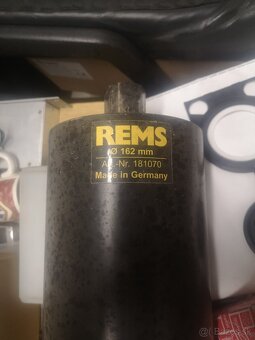 REMS
Ø 162 mm
Art.-Nr. 181070
Made in Germany